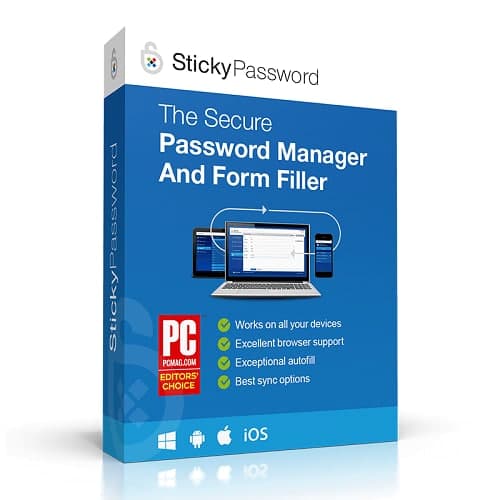 StickyPassword
The Secure
Password Manager
And Form Filler
PC
PCMAG.COM
EDITORS'
CHOICE
Works on all your devices
Excellent browser support
Exceptional autofill
Best sync options
iOS
StickyPassword